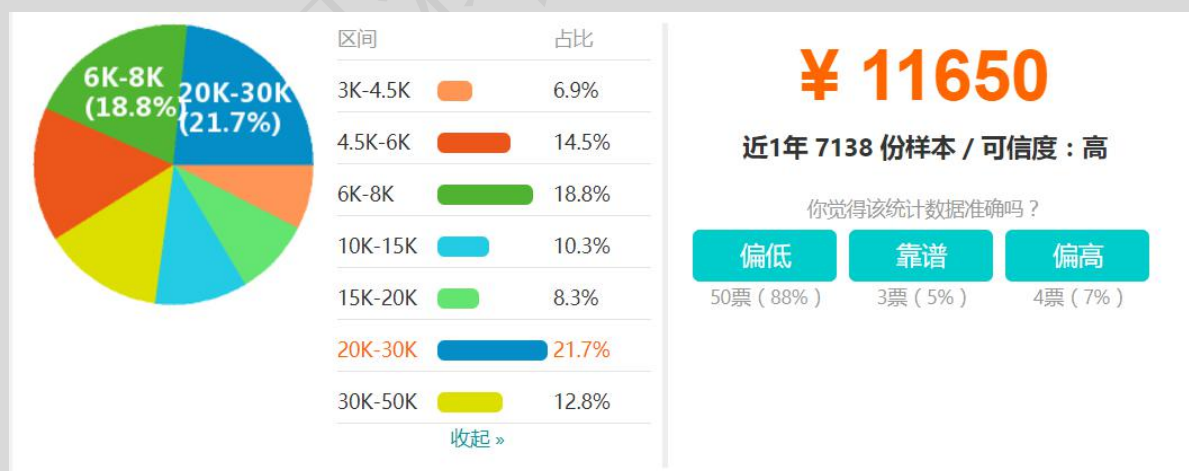 6K-8K
(18.8%)
20K-30K
(21.7%)
区间 占比
3K-4.5K 6.9%
4.5K-6K 14.5%
6K-8K 18.8%
10K-15K 10.3%
15K-20K 8.3%
20K-30K 21.7%
30K-50K 12.8%
收起 »
¥ 11650
近1年 7138 份样本 / 可信度：高
你觉得该统计数据准确吗？
偏低 靠谱 偏高
50票（88%） 3票（5%） 4票（7%）